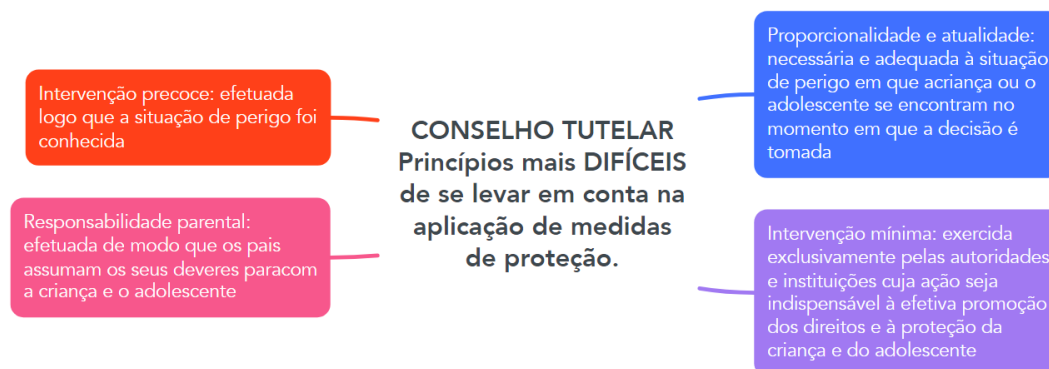 Intervenção precoce: efetuada
logo que a situação de perigo foi
conhecida
Responsabilidade parental:
efetuada de modo que os pais
assumam os seus deveres paracom
a criança e o adolescente
CONSELHO TUTELAR
Princípios mais DIFÍCEIS
de se levar em conta na
aplicação de medidas
de proteção.
Proporcionalidade e atualidade:
necessária e adequada à situação
de perigo em que acriança ou o
adolescente se encontram no
momento em que a decisão é
tomada
Intervenção mínima: exercida
exclusivamente pelas autoridades
e instituições cuja ação seja
indispensável à efetiva promoção
dos direitos e à proteção da
criança e do adolescente